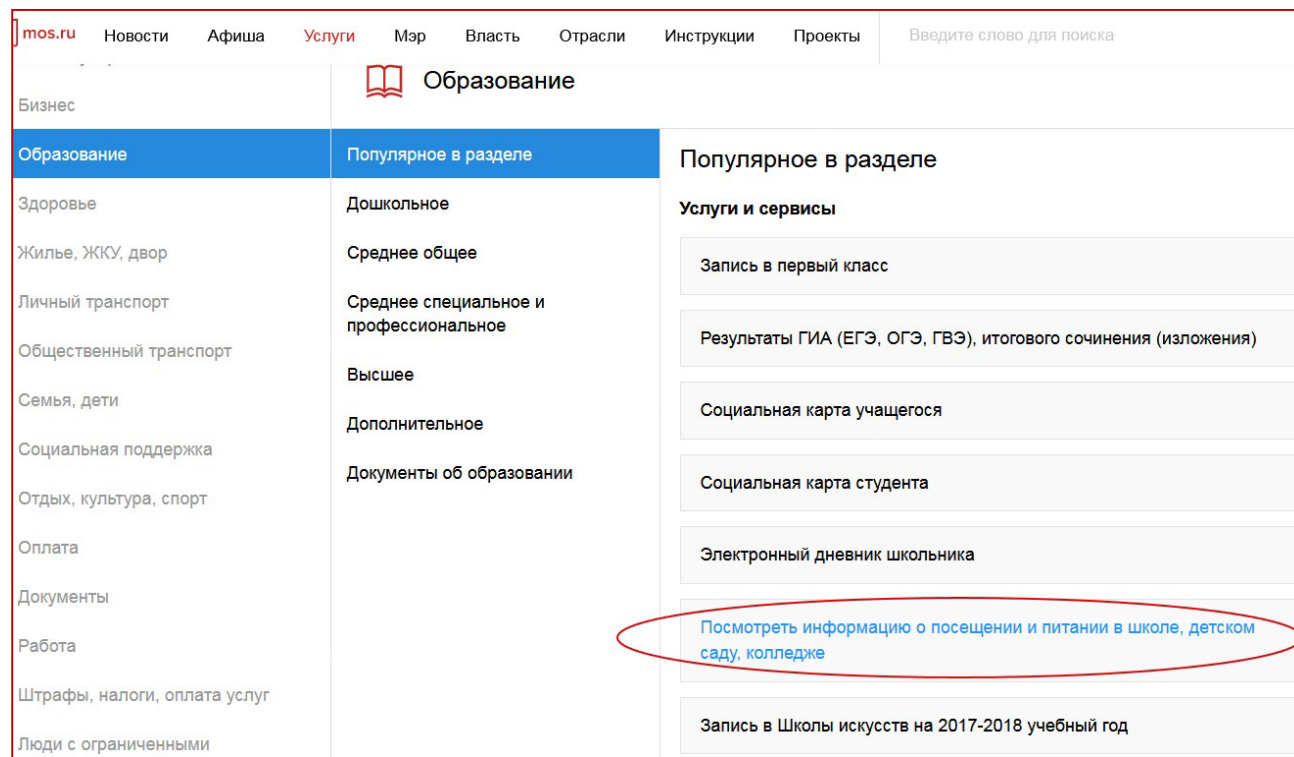 mos.ru Новости Афиша Услуги Мэр Власть Отрасли Инструкции Проекты Введите слово для поиска
Образование
Бизнес
Образование
Здоровье
Жилье, ЖКУ, двор
Личный транспорт
Общественный транспорт
Семья, дети
Социальная поддержка
Отдых, культура, спорт
Оплата
Документы
Работа
Штрафы, налоги, оплата услуг
Люди с ограниченными
Популярное в разделе
Дошкольное
Среднее общее
Среднее специальное и
профессиональное
Высшее
Дополнительное
Документы об образовании
Популярное в разделе
Услуги и сервисы
Запись в первый класс
Результаты ГИА (ЕГЭ, ОГЭ, ГВЭ), итогового сочинения (изложения)
Социальная карта учащегося
Социальная карта студента
Электронный дневник школьника
Посмотреть информацию о посещении и питании в школе, детском
саду, колледже
Запись в Школы искусств на 2017-2018 учебный год